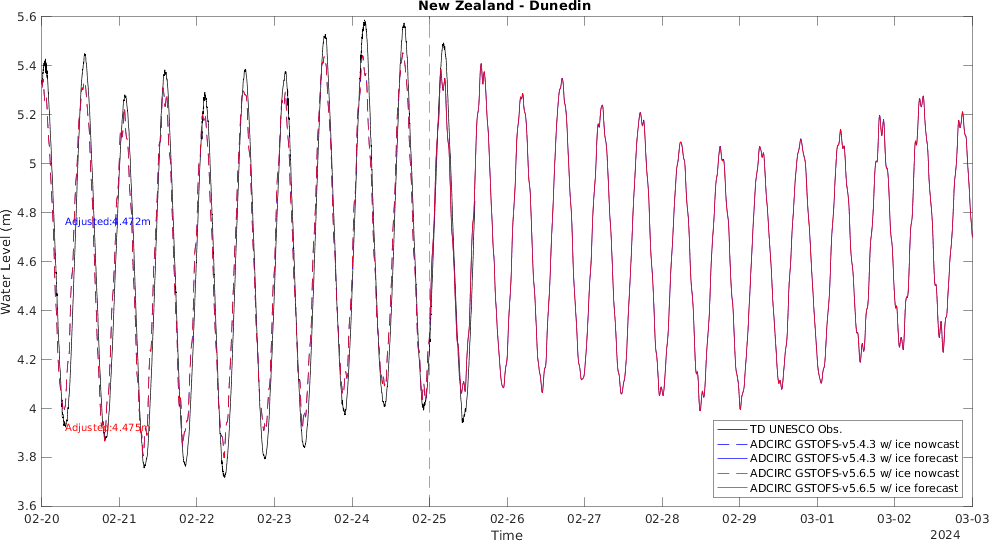 New Zealand - Dunedin
5.6
5.4
5.2
5
4.8
4.6
4.4
4.2
4
3.8
3.6
Water Level (m)
Adjusted:4.472m
Adjusted:4.475m
TD UNESCO Obs.
ADCIRC GSTOFS-v5.4.3 w/ ice nowcast
ADCIRC GSTOFS-v5.4.3 w/ ice forecast
ADCIRC GSTOFS-v5.6.5 w/ ice nowcast
ADCIRC GSTOFS-v5.6.5 w/ ice forecast
02-20 02-21 02-22 02-23 02-24 02-25 02-26 02-27 02-28 02-29 03-01 03-02 03-03
Time
2024